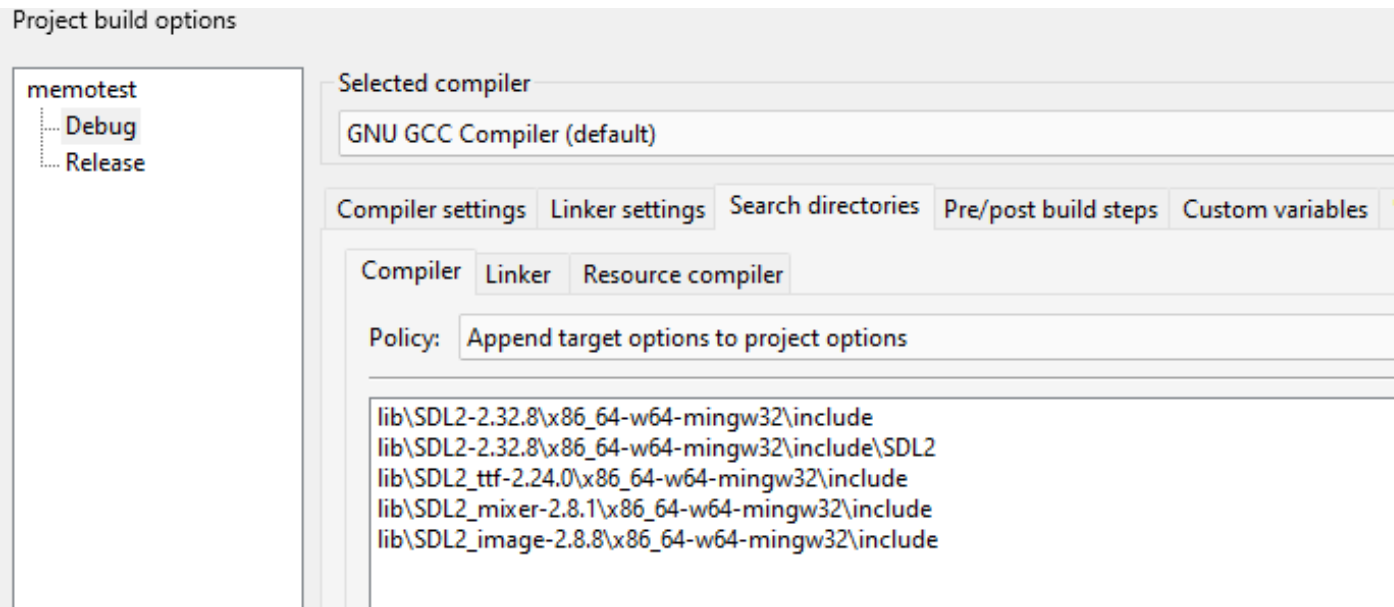 Project build options
memotest
Debug
Release
Selected compiler
GNU GCC Compiler (default)
Compiler settings Linker settings Search directories Pre/post build steps Custom variables
Compiler Linker Resource compiler
Policy: Append target options to project options
lib\SDL2-2.32.8\x86_64-w64-mingw32\include
lib\SDL2-2.32.8\x86_64-w64-mingw32\include\SDL2
lib\SDL2_ttf-2.24.0\x86_64-w64-mingw32\include
lib\SDL2_mixer-2.8.1\x86_64-w64-mingw32\include
lib\SDL2_image-2.8.8\x86_64-w64-mingw32\include